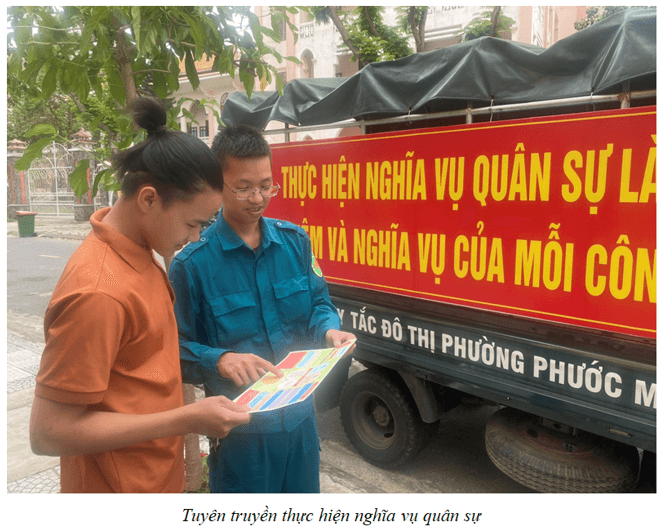 THỰC HIỆN NGHĨA VỤ QUÂN SỰ LÀ
VÀ NGHĨA VỤ CỦA MỖI CÔN
TẮC ĐÔ THỊ PHƯỜNG PHƯỚC M
Tuyên truyền thực hiện nghĩa vụ quân sự